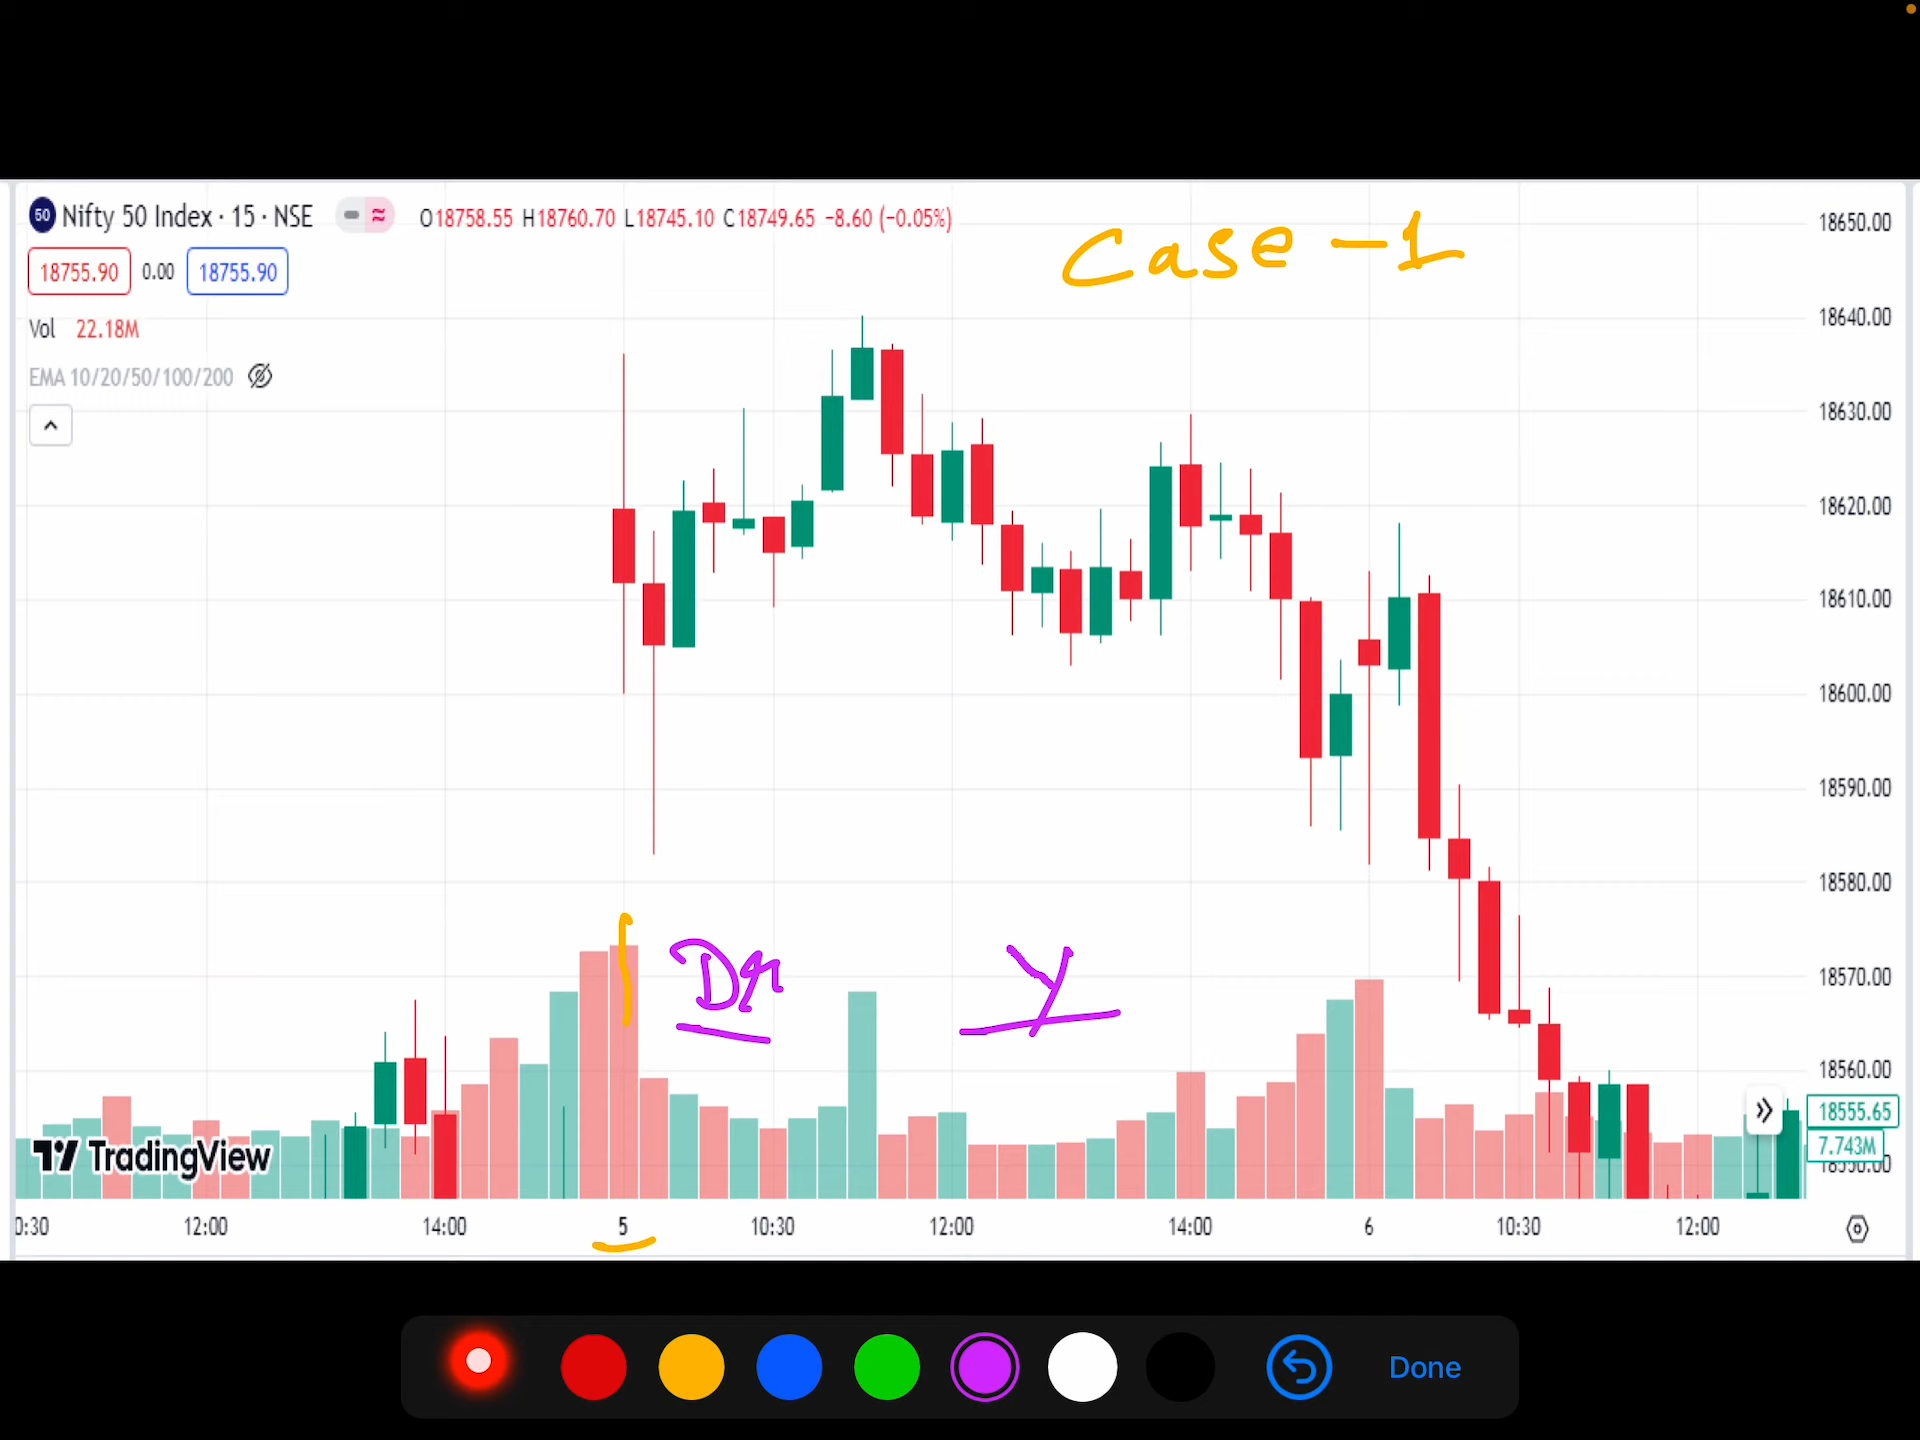 50 Nifty 50 Index · 15 · NSE O18758.55 H18760.70 L18745.10 C18749.65 −8.60 (−0.05%)
Case-1
18755.90 0.00 18755.90
Vol 22.18M
EMA 10/20/50/100/200
18650.00
18640.00
18630.00
18620.00
18610.00
18600.00
18590.00
18580.00
18570.00
18560.00
18555.65
7.743M
Y
TradingView
0:30 12:00 14:00 5 10:30 12:00 14:00 6 10:30 12:00
Done